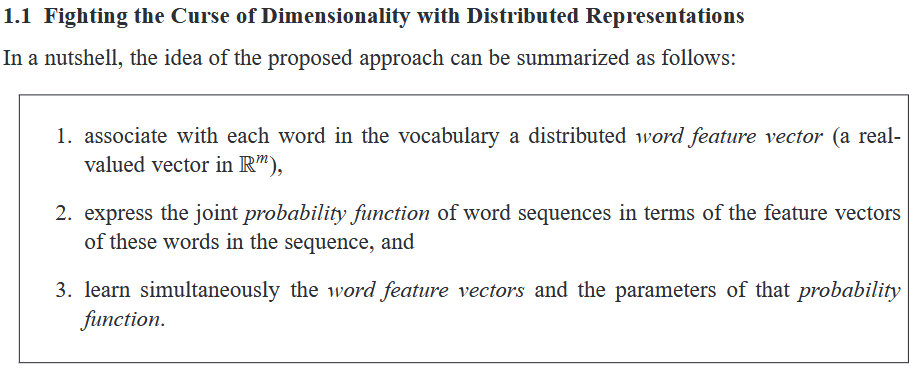 1.1 Fighting the Curse of Dimensionality with Distributed Representations
In a nutshell, the idea of the proposed approach can be summarized as follows:
1. associate with each word in the vocabulary a distributed word feature vector (a real-
valued vector in ℝᵐ),
2. express the joint probability function of word sequences in terms of the feature vectors
of these words in the sequence, and
3. learn simultaneously the word feature vectors and the parameters of that probability
function.